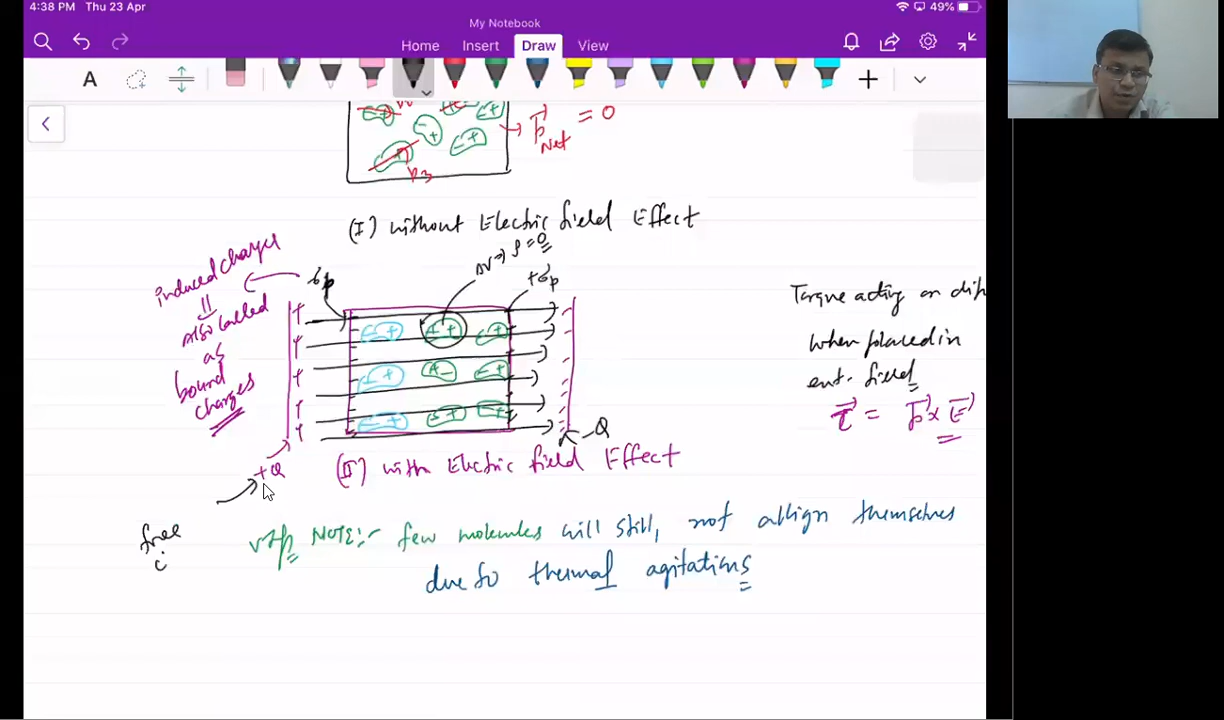 4:38 PM Thu 23 Apr
49%
My Notebook
Home Insert Draw View
A
p⃗Net = 0
p3
(I) without Electric field Effect
induced charges
||
also called
as
bound
charges
ΔV → ρ = 0
+σp
+Q
-Q
(II) with Electric field Effect
Torque acting on dip
when placed in
ext. field
τ⃗ = p⃗ x E⃗
free
c
NOTE:- few molecules will still, not allign themselves
due to thermal agitations